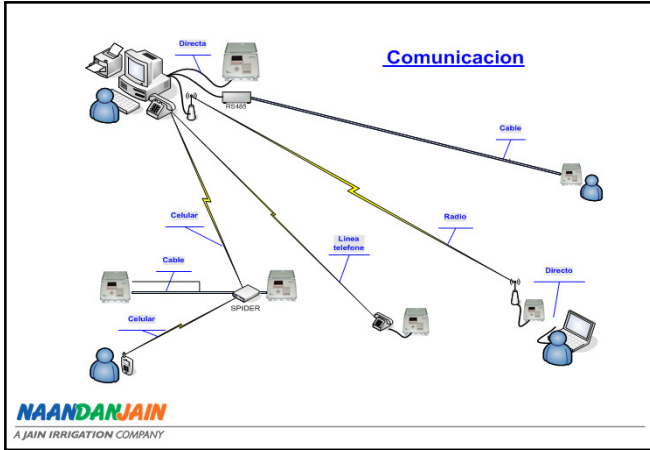 Comunicacion
Directa
RS485
Cable
Celular
Radio
Linea
telefone
Cable
Directo
SPIDER
Celular
NAANDANJAIN
A JAIN IRRIGATION COMPANY